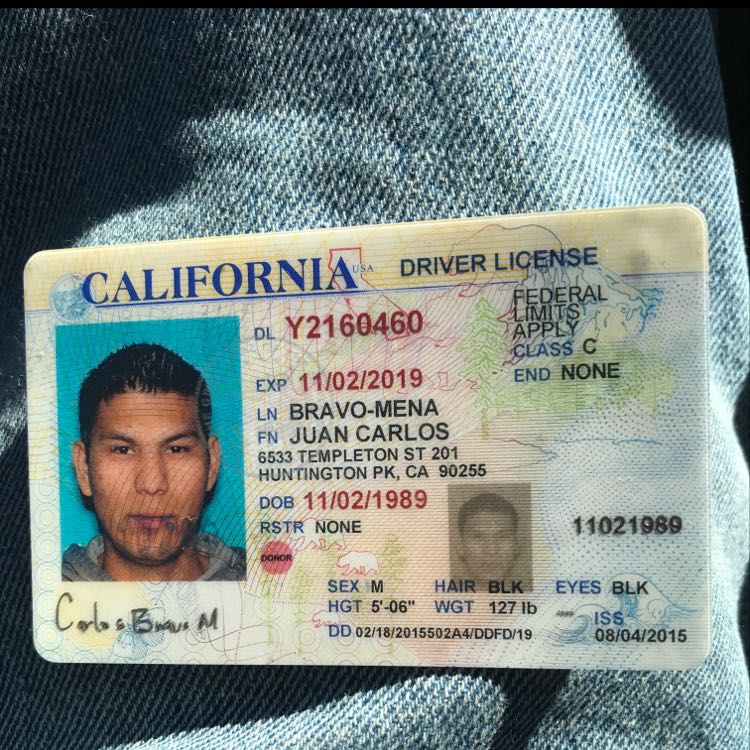 CALIFORNIA USA DRIVER LICENSE
FEDERAL
LIMITS
APPLY
DL Y2160460
CLASS C
EXP 11/02/2019
END NONE
LN BRAVO-MENA
FN JUAN CARLOS
6533 TEMPLETON ST 201
HUNTINGTON PK, CA 90255
DOB 11/02/1989
RSTR NONE
11021989
DONOR
SEX M HAIR BLK EYES BLK
HGT 5'-06" WGT 127 lb
ISS
DD 02/18/2015502A4/DDFD/19
08/04/2015
Carlos Bravo M